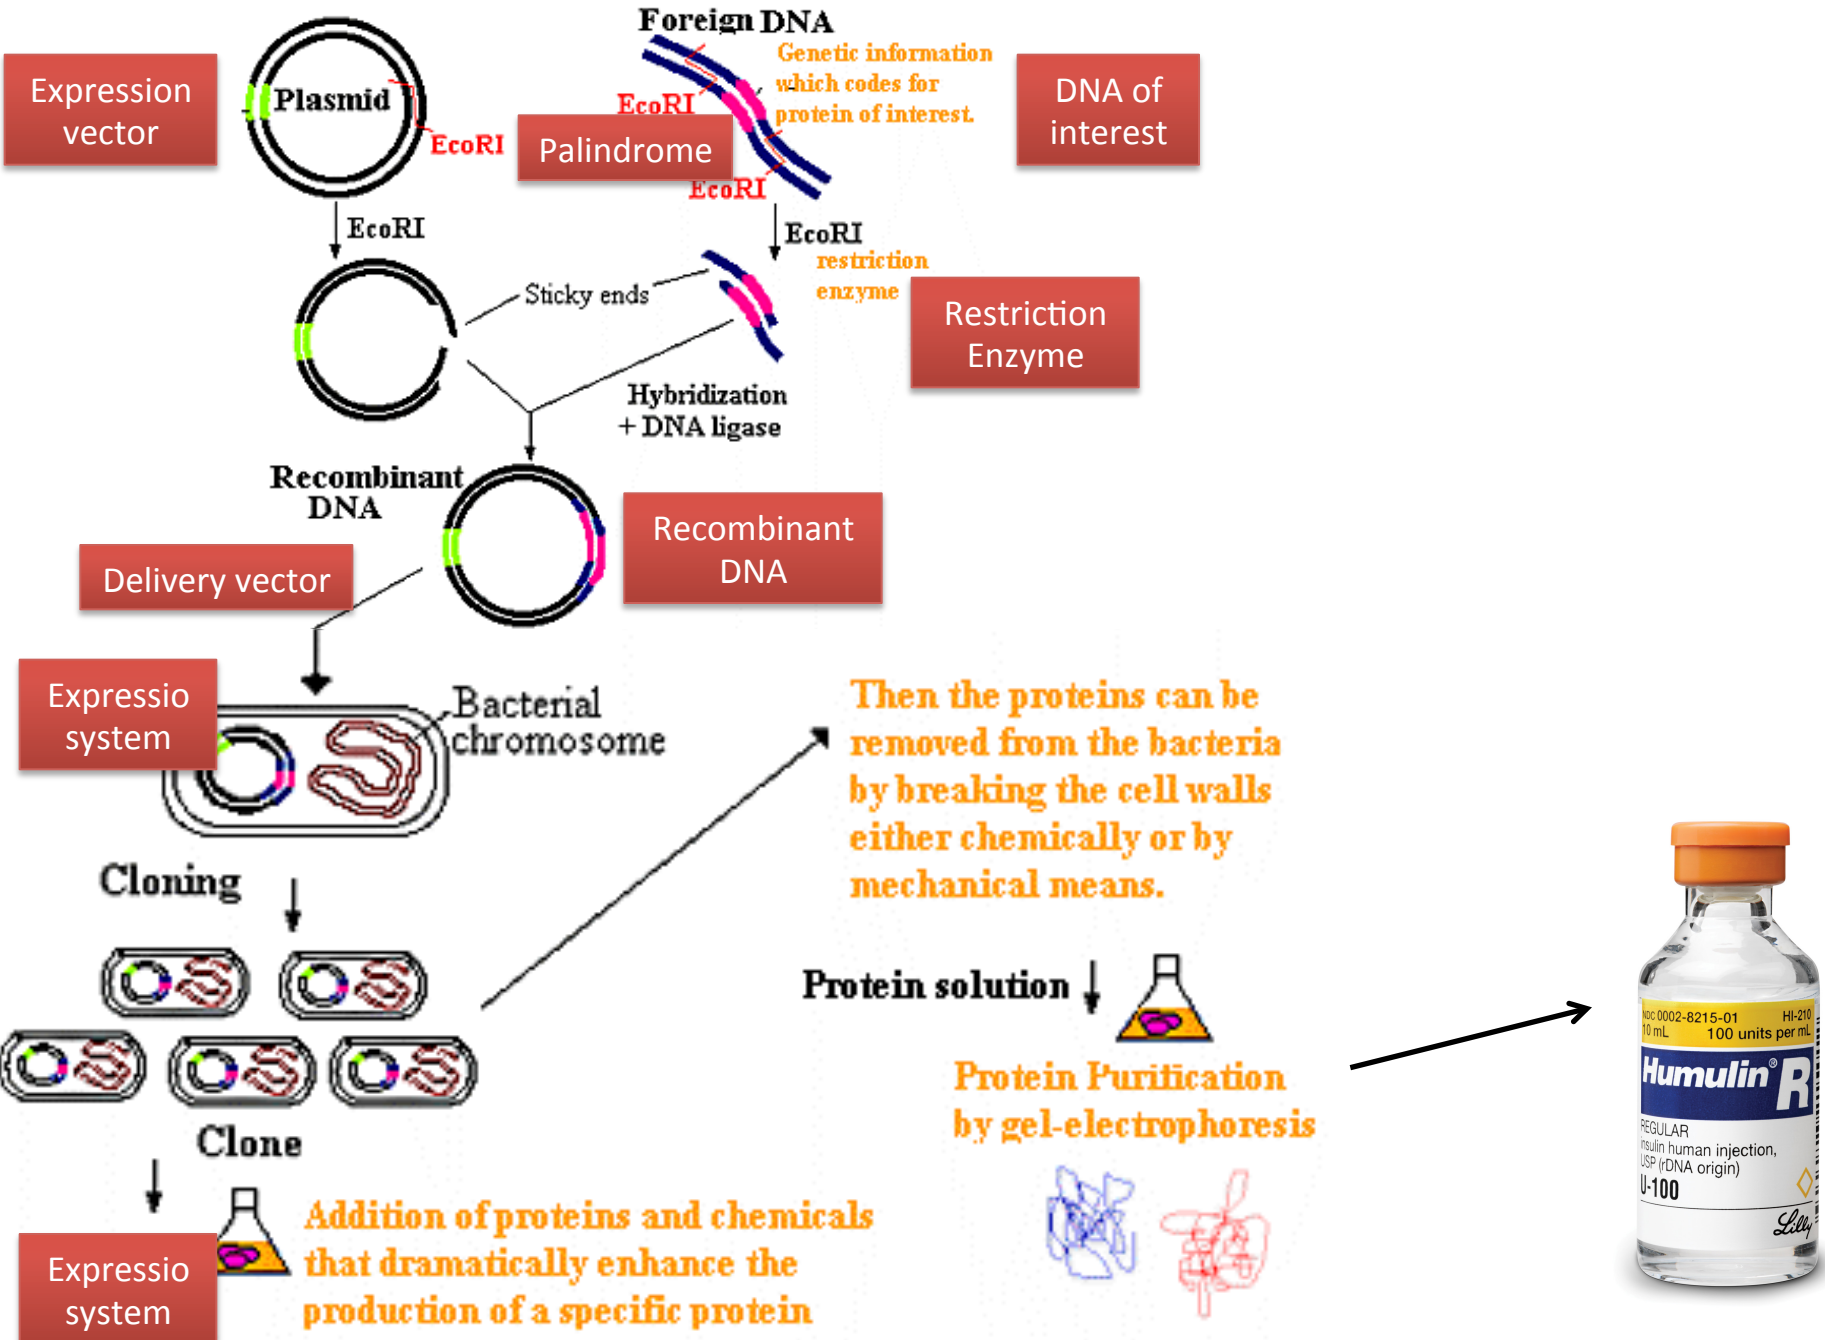 Foreign DNA
Expression
vector
Plasmid
EcoRI
Genetic information
which codes for
protein of interest.
EcoRI
Palindrome
EcoRI
DNA of
interest
EcoRI
EcoRI
restriction
enzyme
Sticky ends
Restriction
Enzyme
Hybridization
+ DNA ligase
Recombinant
DNA
Recombinant
DNA
Delivery vector
Expressio
system
Bacterial
chromosome
Cloning
Clone
Expressio
system
Addition of proteins and chemicals
that dramatically enhance the
production of a specific protein
Then the proteins can be
removed from the bacteria
by breaking the cell walls
either chemically or by
mechanical means.
Protein solution
Protein Purification
by gel-electrophoresis
NDC 0002-8215-01 HI-210
10 mL 100 units per mL
Humulin® R
REGULAR
insulin human injection,
USP (rDNA origin)
U-100
Lilly